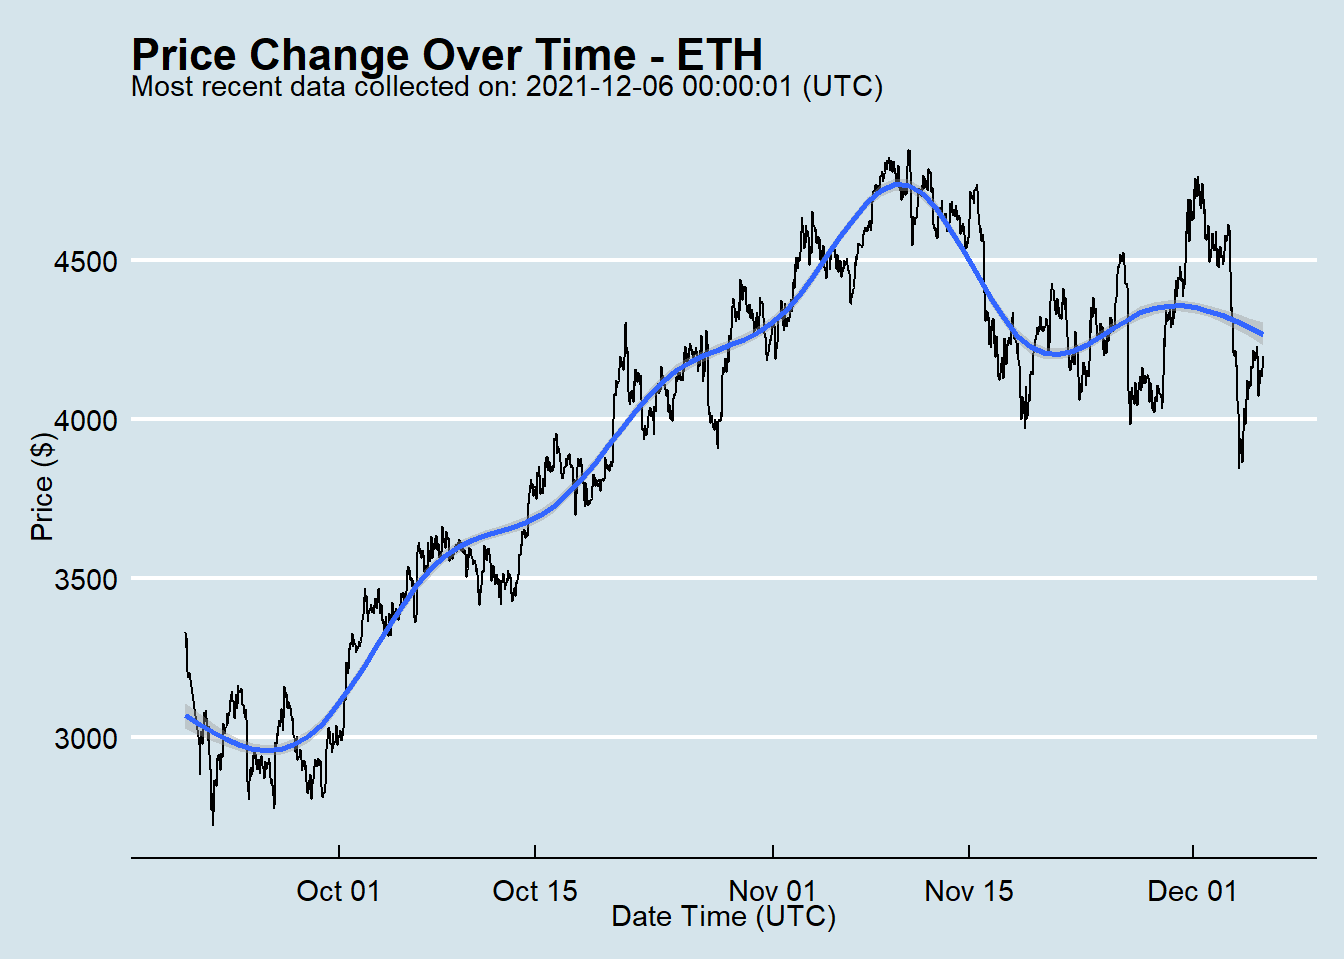 Price Change Over Time - ETH
Most recent data collected on: 2021-12-06 00:00:01 (UTC)
Price ($)
4500
4000
3500
3000
Oct 01
Oct 15
Nov 01
Nov 15
Dec 01
Date Time (UTC)